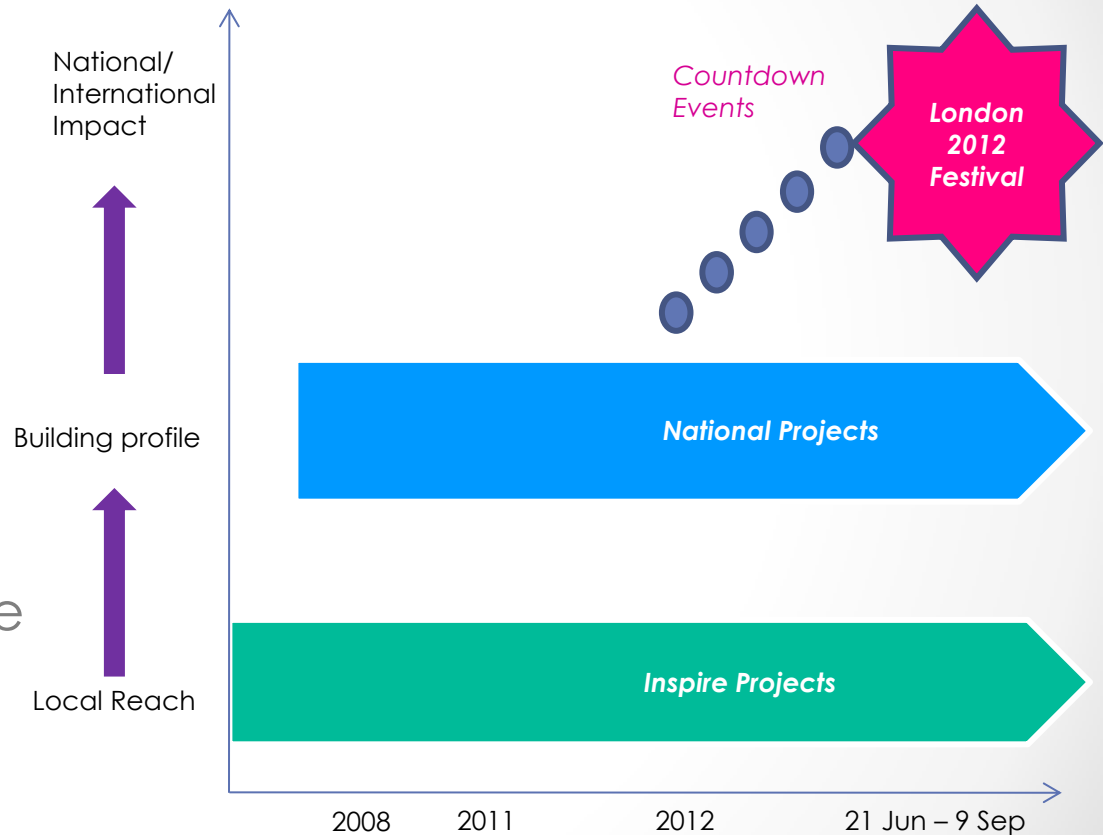 National/
International
Impact
Countdown
Events
London
2012
Festival
Building profile
National Projects
e
Local Reach
Inspire Projects
2008
2011
2012
21 Jun – 9 Sep